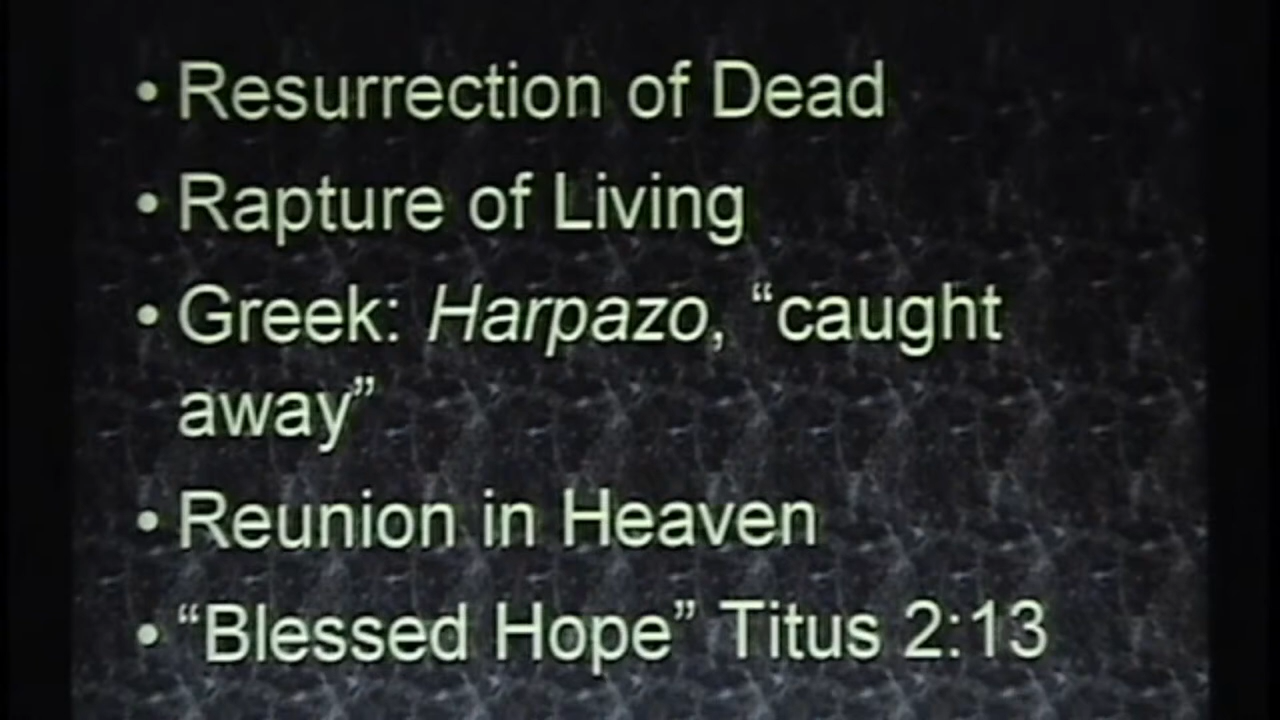 • Resurrection of Dead
• Rapture of Living
• Greek: Harpazo, “caught
away”
• Reunion in Heaven
• “Blessed Hope” Titus 2:13